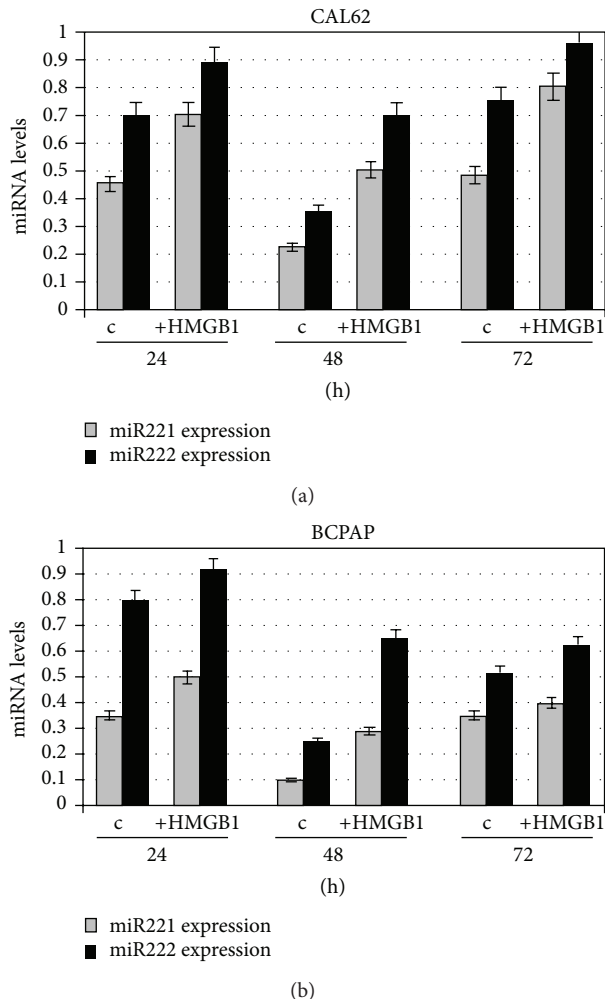 CAL62
miRNA levels
1
0.9
0.8
0.7
0.6
0.5
0.4
0.3
0.2
0.1
0
c +HMGB1 c +HMGB1 c +HMGB1
24 48 72
(h)
miR221 expression
miR222 expression
(a)
BCPAP
miRNA levels
1
0.9
0.8
0.7
0.6
0.5
0.4
0.3
0.2
0.1
0
c +HMGB1 c +HMGB1 c +HMGB1
24 48 72
(h)
miR221 expression
miR222 expression
(b)